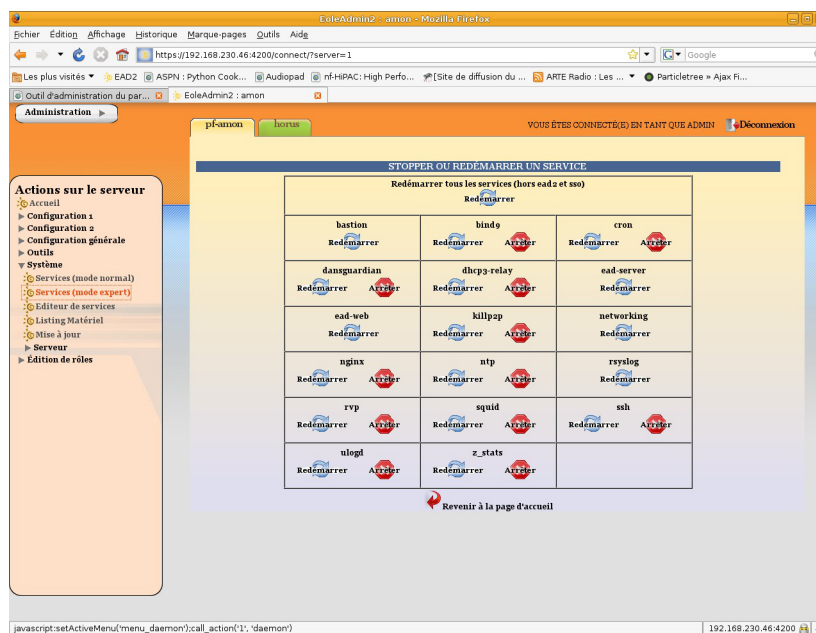 EoleAdmin2 - amon - Mozilla Firefox
Fichier Édition Affichage Historique Marque-pages Outils Aide
https://192.168.230.46:4200/connect/?server=1
Google
Les plus visités EAD2 ASPN : Python Cook... Audiopad nf-HiPAC: High Perfo... [Site de diffusion du ... ARTE Radio : Les ... Particletree » Ajax Fi...
Outil d'administration du par... EoleAdmin2 : amon
Administration
pf-amon horus VOUS ÊTES CONNECTÉ(E) EN TANT QUE ADMIN Déconnexion
STOPPER OU REDÉMARRER UN SERVICE
Actions sur le serveur
Accueil
Configuration 1
Configuration 2
Configuration générale
Outils
Système
Services (mode normal)
Services (mode expert)
Editeur de services
Listing Matériel
Mise à jour
Serveur
Édition de rôles
Redémarrer tous les services (hors ead2 et sso)
Redémarrer
bastion bind9 cron
Redémarrer Redémarrer Arrêter Redémarrer Arrêter
dansguardian dhcp3-relay ead-server
Redémarrer Arrêter Redémarrer Arrêter Redémarrer
ead-web killp2p networking
Redémarrer Redémarrer Arrêter Redémarrer
nginx ntp rsyslog
Redémarrer Arrêter Redémarrer Arrêter Redémarrer
rvp squid ssh
Redémarrer Arrêter Redémarrer Arrêter Redémarrer Arrêter
ulogd z_stats
Redémarrer Arrêter Redémarrer Arrêter
Revenir à la page d'accueil
javascript:setActiveMenu('menu_daemon');call_action('1', 'daemon') 192.168.230.46:4200